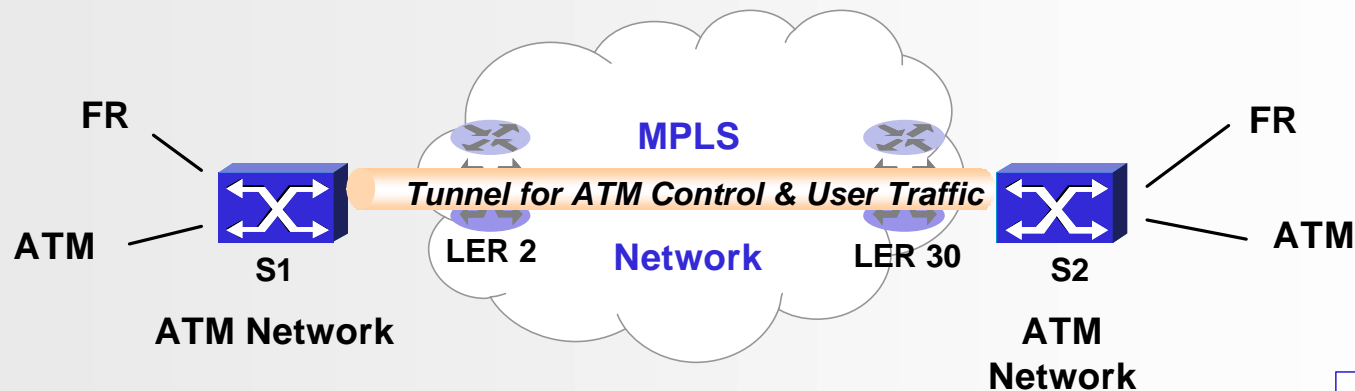 FR
MPLS
FR
Tunnel for ATM Control & User Traffic
ATM
LER 2
Network
LER 30
ATM
S1
S2
ATM Network
ATM
Network